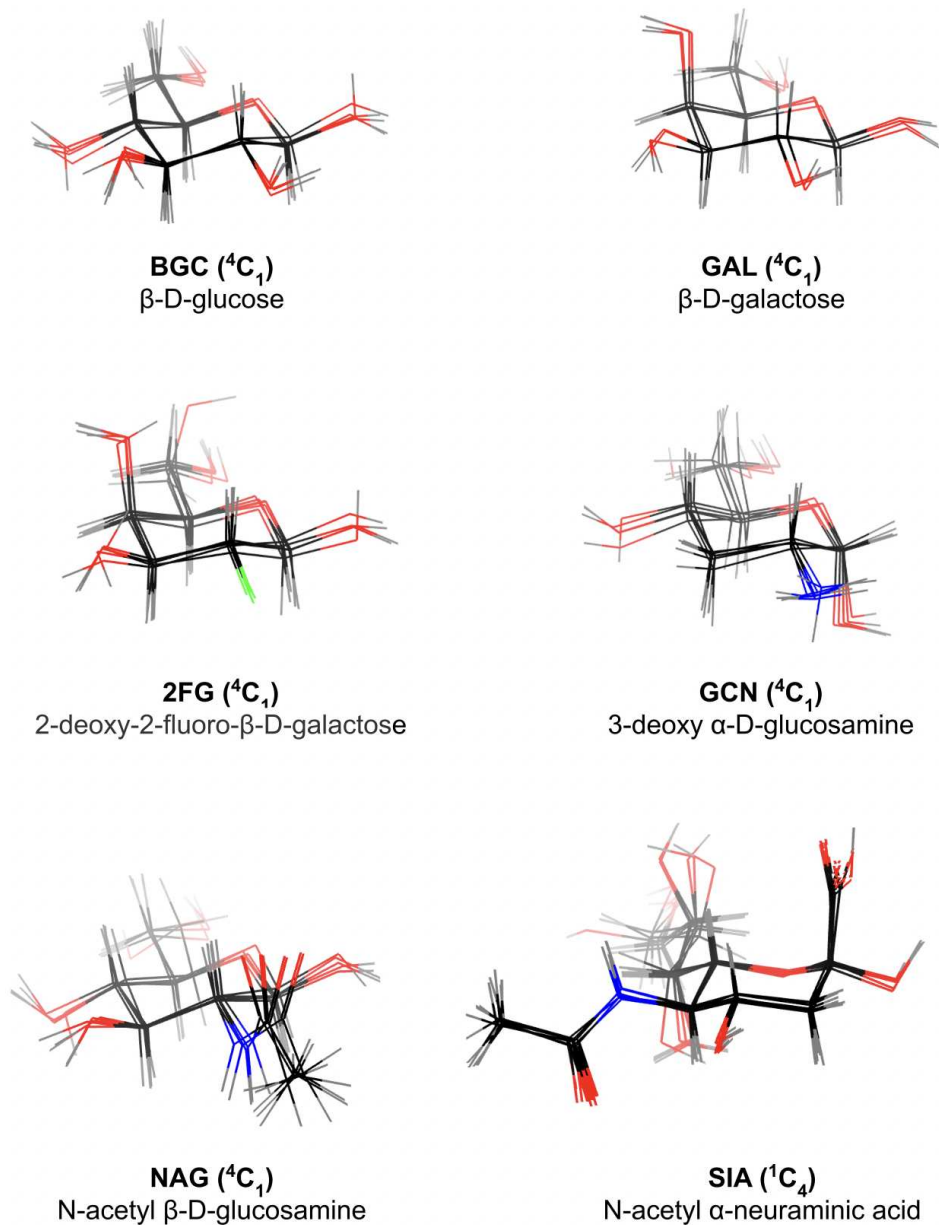 BGC (⁴C₁)
β-D-glucose
GAL (⁴C₁)
β-D-galactose
2FG (⁴C₁)
2-deoxy-2-fluoro-β-D-galactose
GCN (⁴C₁)
3-deoxy α-D-glucosamine
NAG (⁴C₁)
N-acetyl β-D-glucosamine
SIA (¹C₄)
N-acetyl α-neuraminic acid